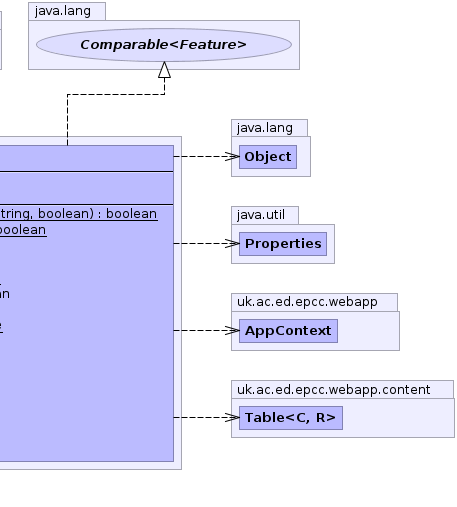 java.lang
Comparable<Feature>
java.lang
Object
tring, boolean) : boolean
boolean
java.util
Properties
an
uk.ac.ed.epcc.webapp
AppContext
uk.ac.ed.epcc.webapp.content
Table<C, R>